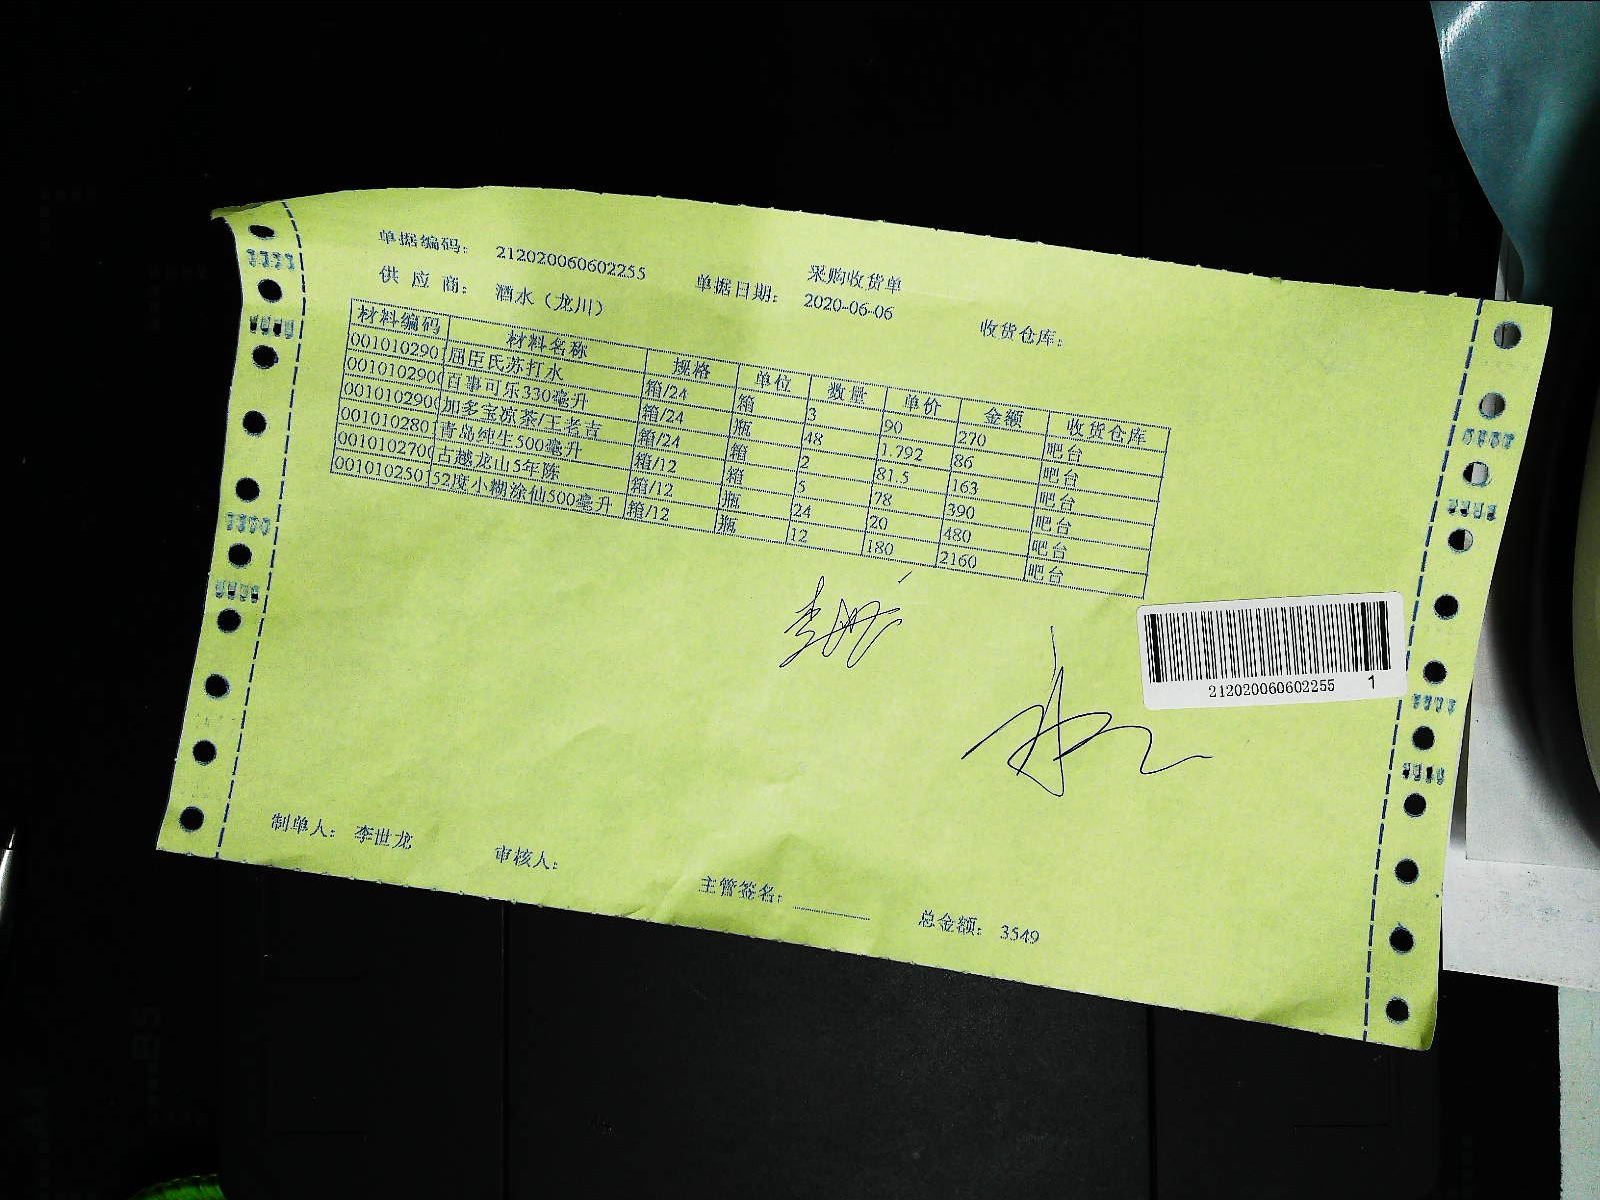 采购收货单
单据编码： 212020060602255 单据日期： 2020-06-06 收货仓库：
供 应 商： 酒水（龙川）
材料编码 材料名称 规格 单位 数量 单价 金额 收货仓库
001010290 屈臣氏苏打水 箱/24 箱 3 90 270 吧台
00101029 百事可乐330毫升 箱/24 瓶 48 1.792 86 吧台
00101029 加多宝凉茶/王老吉 箱/24 箱 2 81.5 163 吧台
001010280 青岛纯生500毫升 箱/12 箱 5 78 390 吧台
00101027 古越龙山5年陈 箱/12 瓶 24 20 480 吧台
001010250 52度小糊涂仙500毫升 箱/12 瓶 12 180 2160 吧台
212020060602255 1
制单人： 李世龙 审核人： 主管签名： 总金额： 3549